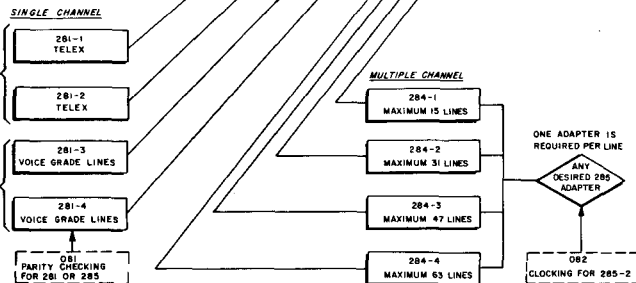 SINGLE CHANNEL
281-1
TELEX
281-2
TELEX
281-3
VOICE GRADE LINES
281-4
VOICE GRADE LINES
081
PARITY CHECKING
FOR 281 OR 285
MULTIPLE CHANNEL
284-1
MAXIMUM 15 LINES
284-2
MAXIMUM 31 LINES
284-3
MAXIMUM 47 LINES
284-4
MAXIMUM 63 LINES
ONE ADAPTER IS
REQUIRED PER LINE
ANY
DESIRED 285
ADAPTER
082
CLOCKING FOR 285-2